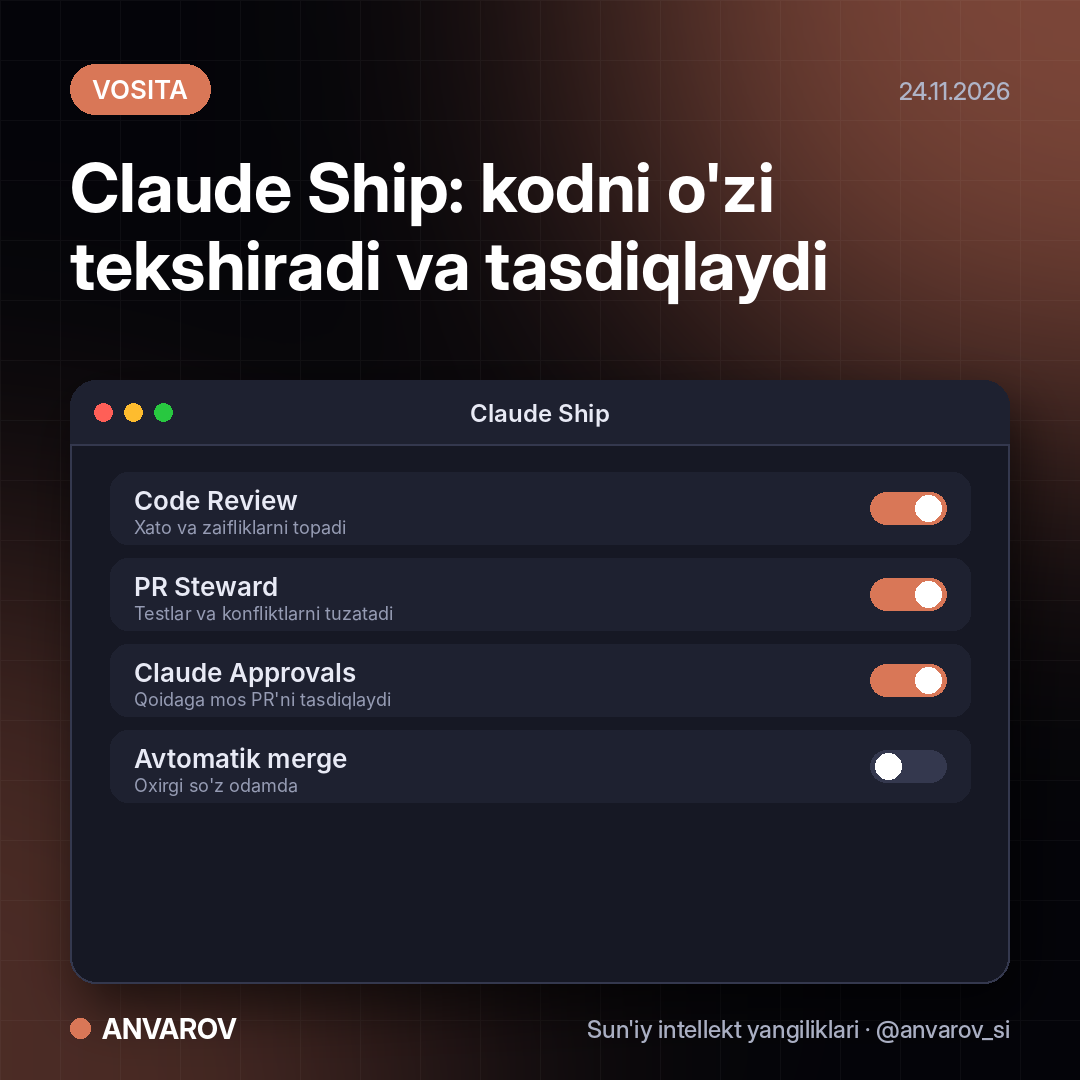 VOSITA
24.11.2026
Claude Ship: kodni o'zi
tekshiradi va tasdiqlaydi
Claude Ship
Code Review
Xato va zaifliklarni topadi
PR Steward
Testlar va konfliktlarni tuzatadi
Claude Approvals
Qoidaga mos PR'ni tasdiqlaydi
Avtomatik merge
Oxirgi so'z odamda
ANVAROV
Sun'iy intellekt yangiliklari · @anvarov_si